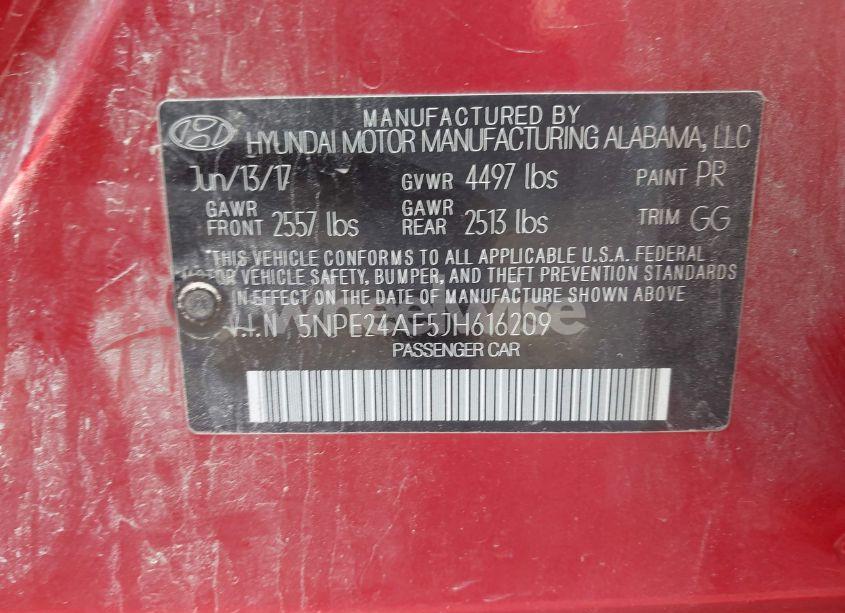 MANUFACTURED BY
HYUNDAI MOTOR MANUFACTURING ALABAMA, LLC
Jun/13/17 GVWR 4497 lbs PAINT PR
GAWR FRONT 2557 lbs GAWR REAR 2513 lbs TRIM GG
*THIS VEHICLE CONFORMS TO ALL APPLICABLE U.S.A. FEDERAL
MOTOR VEHICLE SAFETY, BUMPER, AND THEFT PREVENTION STANDARDS
IN EFFECT ON THE DATE OF MANUFACTURE SHOWN ABOVE
V.I.N 5NPE24AF5JH616209
PASSENGER CAR